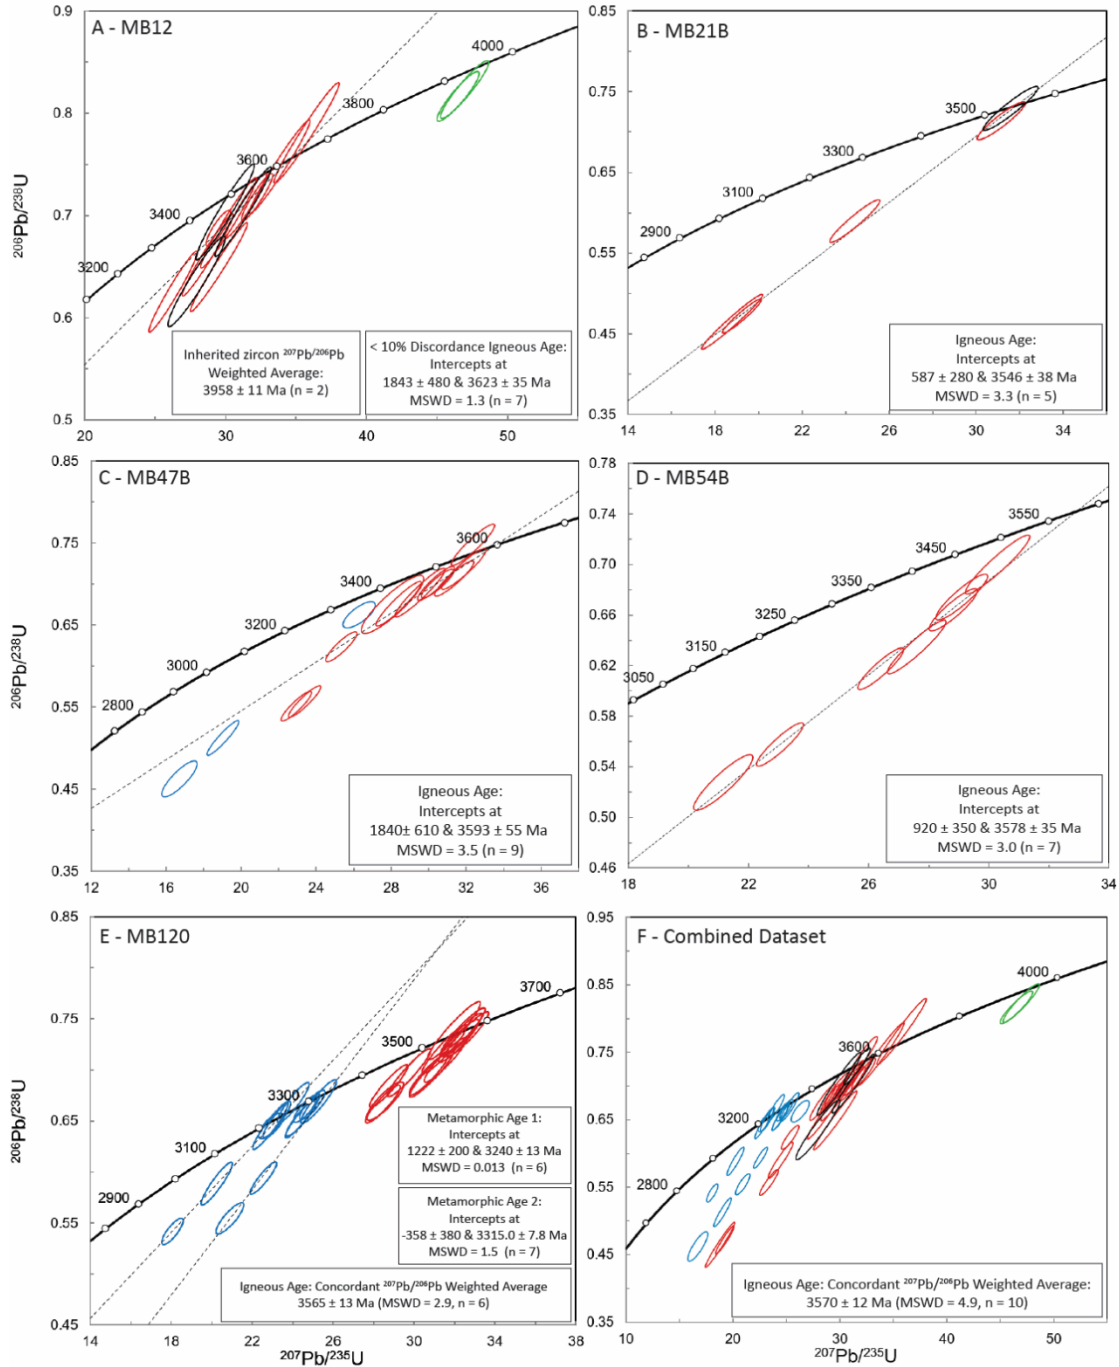 A - MB12
0.9
0.8
0.7
0.6
0.5
20
30
40
50
3200
3400
3600
3800
4000
²⁰⁶Pb/²³⁸U
Inherited zircon ²⁰⁷Pb/²⁰⁶Pb
Weighted Average:
3958 ± 11 Ma (n = 2)
< 10% Discordance Igneous Age:
Intercepts at
1843 ± 480 & 3623 ± 35 Ma
MSWD = 1.3 (n = 7)
B - MB21B
0.85
0.75
0.65
0.55
0.45
0.35
14
18
22
26
30
34
2900
3100
3300
3500
Igneous Age:
Intercepts at
587 ± 280 & 3546 ± 38 Ma
MSWD = 3.3 (n = 5)
C - MB47B
0.85
0.75
0.65
0.55
0.45
0.35
12
16
20
24
28
32
36
2800
3000
3200
3400
3600
²⁰⁶Pb/²³⁸U
Igneous Age:
Intercepts at
1840± 610 & 3593 ± 55 Ma
MSWD = 3.5 (n = 9)
D - MB54B
0.78
0.74
0.70
0.66
0.62
0.58
0.54
0.50
0.46
18
22
26
30
34
3050
3150
3250
3350
3450
3550
Igneous Age:
Intercepts at
920 ± 350 & 3578 ± 35 Ma
MSWD = 3.0 (n = 7)
E - MB120
0.85
0.75
0.65
0.55
0.45
14
18
22
26
30
34
38
2900
3100
3300
3500
3700
²⁰⁶Pb/²³⁸U
²⁰⁷Pb/²³⁵U
Metamorphic Age 1:
Intercepts at
1222 ± 200 & 3240 ± 13 Ma
MSWD = 0.013 (n = 6)
Metamorphic Age 2:
Intercepts at
-358 ± 380 & 3315.0 ± 7.8 Ma
MSWD = 1.5 (n = 7)
Igneous Age: Concordant ²⁰⁷Pb/²⁰⁶Pb Weighted Average
3565 ± 13 Ma (MSWD = 2.9, n = 6)
F - Combined Dataset
0.95
0.85
0.75
0.65
0.55
0.45
0.35
10
20
30
40
50
2800
3200
3600
4000
²⁰⁷Pb/²³⁵U
Igneous Age: Concordant ²⁰⁷Pb/²⁰⁶Pb Weighted Average:
3570 ± 12 Ma (MSWD = 4.9, n = 10)